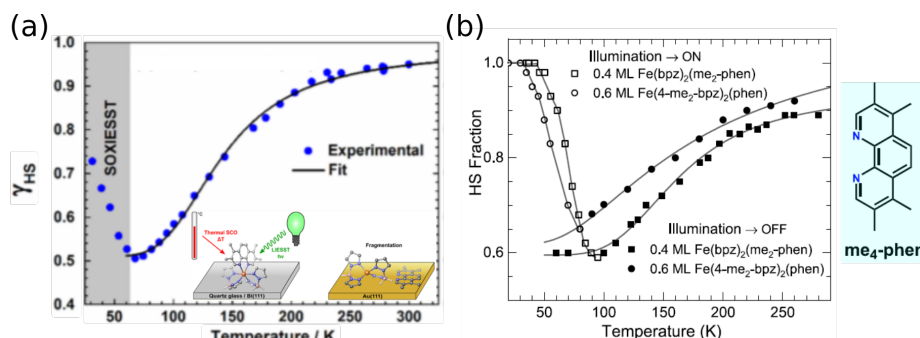 (a)
1.0
0.9
0.8
0.7
0.6
0.5
0.4
γHS
SOXIESST
Experimental
Fit
°C
Thermal SCO
ΔT
LIESST
hν
Quartz glass / Bi(111)
Fragmentation
Au(111)
50 100 150 200 250 300
Temperature / K
(b)
Illumination → ON
0.4 ML Fe(bpz)₂(me₂-phen)
0.6 ML Fe(4-me₂-bpz)₂(phen)
1.0
0.8
0.6
HS Fraction
Illumination → OFF
0.4 ML Fe(bpz)₂(me₂-phen)
0.6 ML Fe(4-me₂-bpz)₂(phen)
50 100 150 200 250
Temperature (K)
N
N
me₄-phen